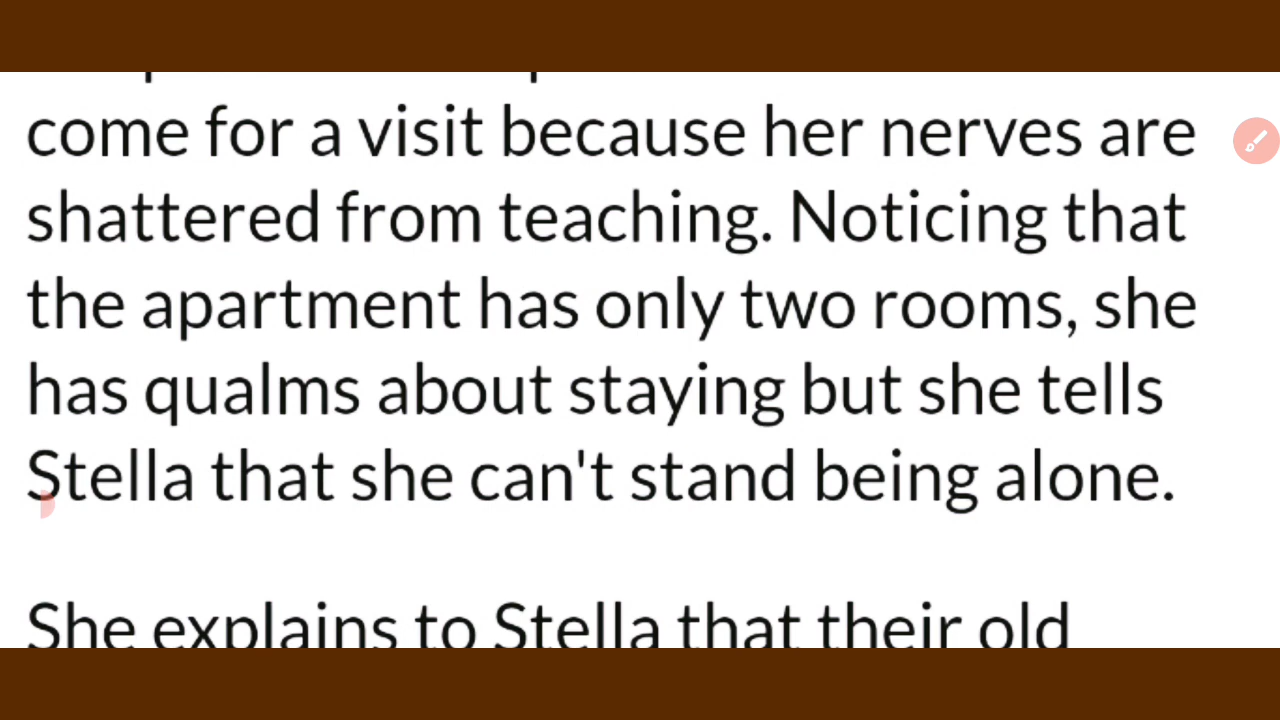 come for a visit because her nerves are
shattered from teaching. Noticing that
the apartment has only two rooms, she
has qualms about staying but she tells
Stella that she can't stand being alone.
She explains to Stella that their old